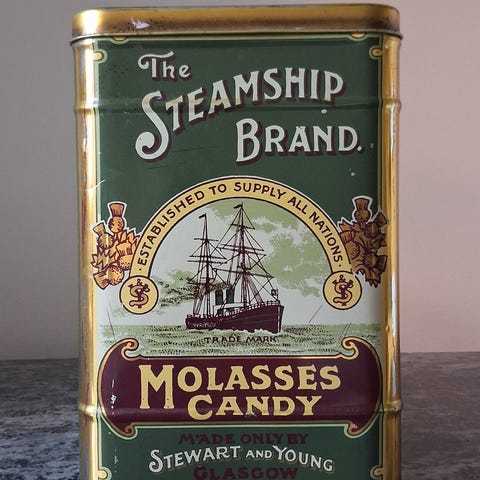 The
STEAMSHIP
BRAND.
· ESTABLISHED TO SUPPLY ALL NATIONS ·
TRADE MARK
MOLASSES
CANDY
MADE ONLY BY
STEWART AND YOUNG
GLASGOW